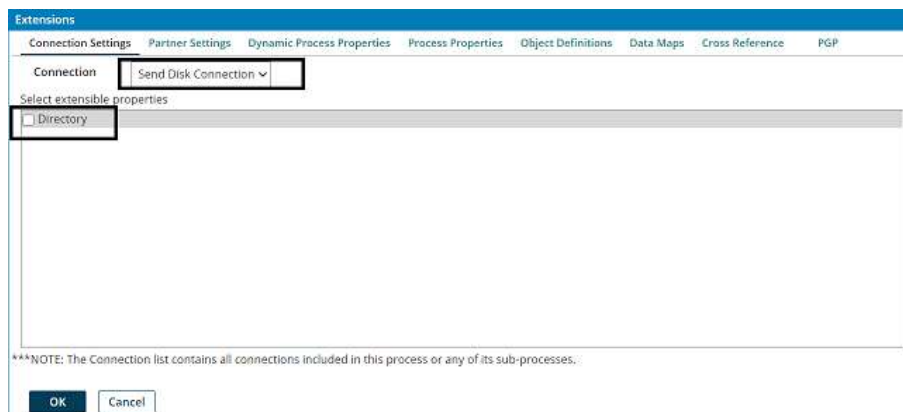 Extensions
Connection Settings Partner Settings Dynamic Process Properties Process Properties Object Definitions Data Maps Cross Reference PGP
Connection Send Disk Connection
Select extensible properties
Directory
***NOTE: The Connection list contains all connections included in this process or any of its sub-processes.
OK Cancel